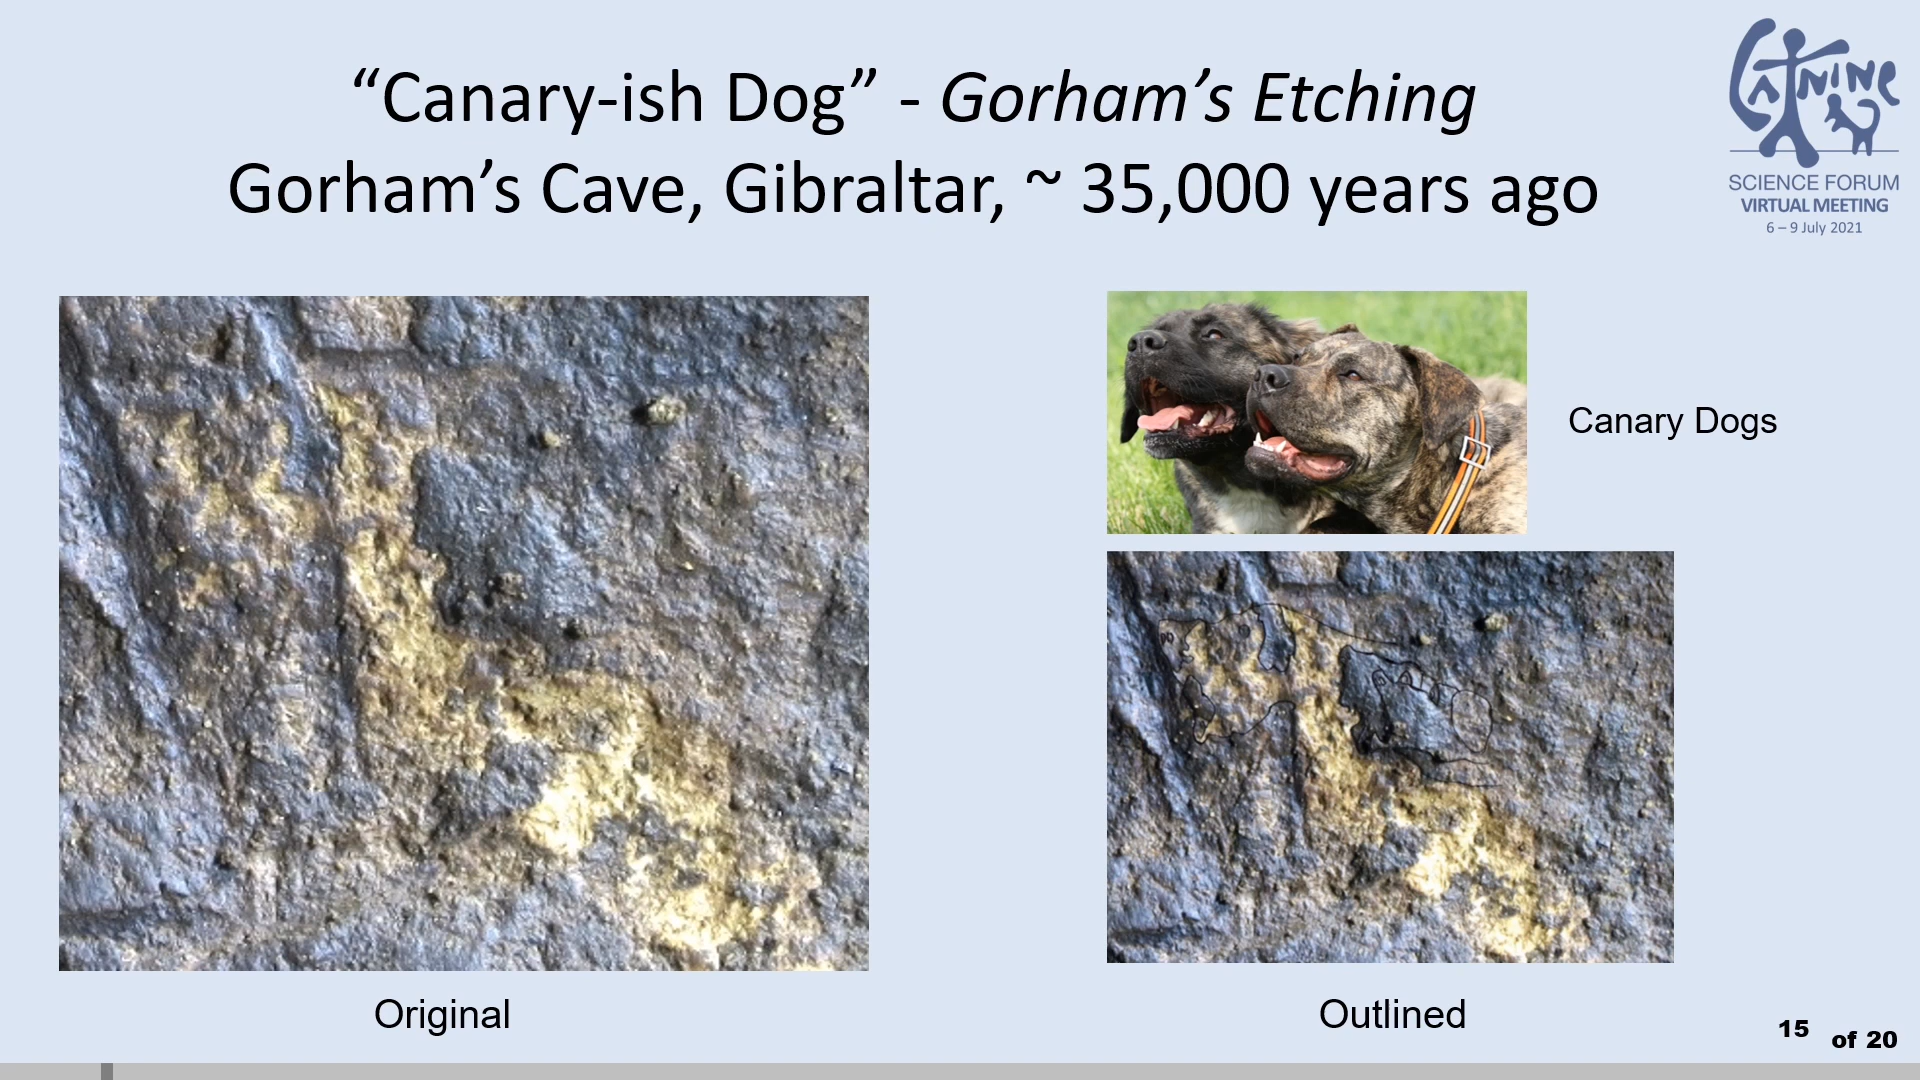 “Canary-ish Dog” - Gorham’s Etching
Gorham’s Cave, Gibraltar, ~ 35,000 years ago
CANINE
SCIENCE FORUM
VIRTUAL MEETING
6 – 9 July 2021
Canary Dogs
Original
Outlined
15 of 20